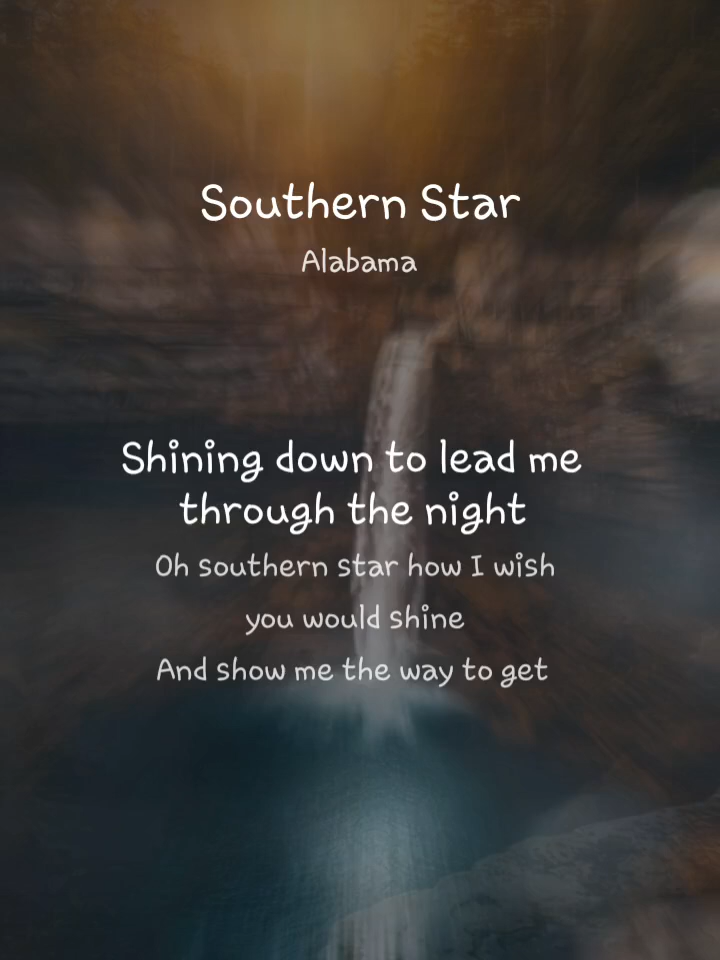 Southern Star
Alabama
Shining down to lead me
through the night
Oh southern star how I wish
you would shine
And show me the way to get